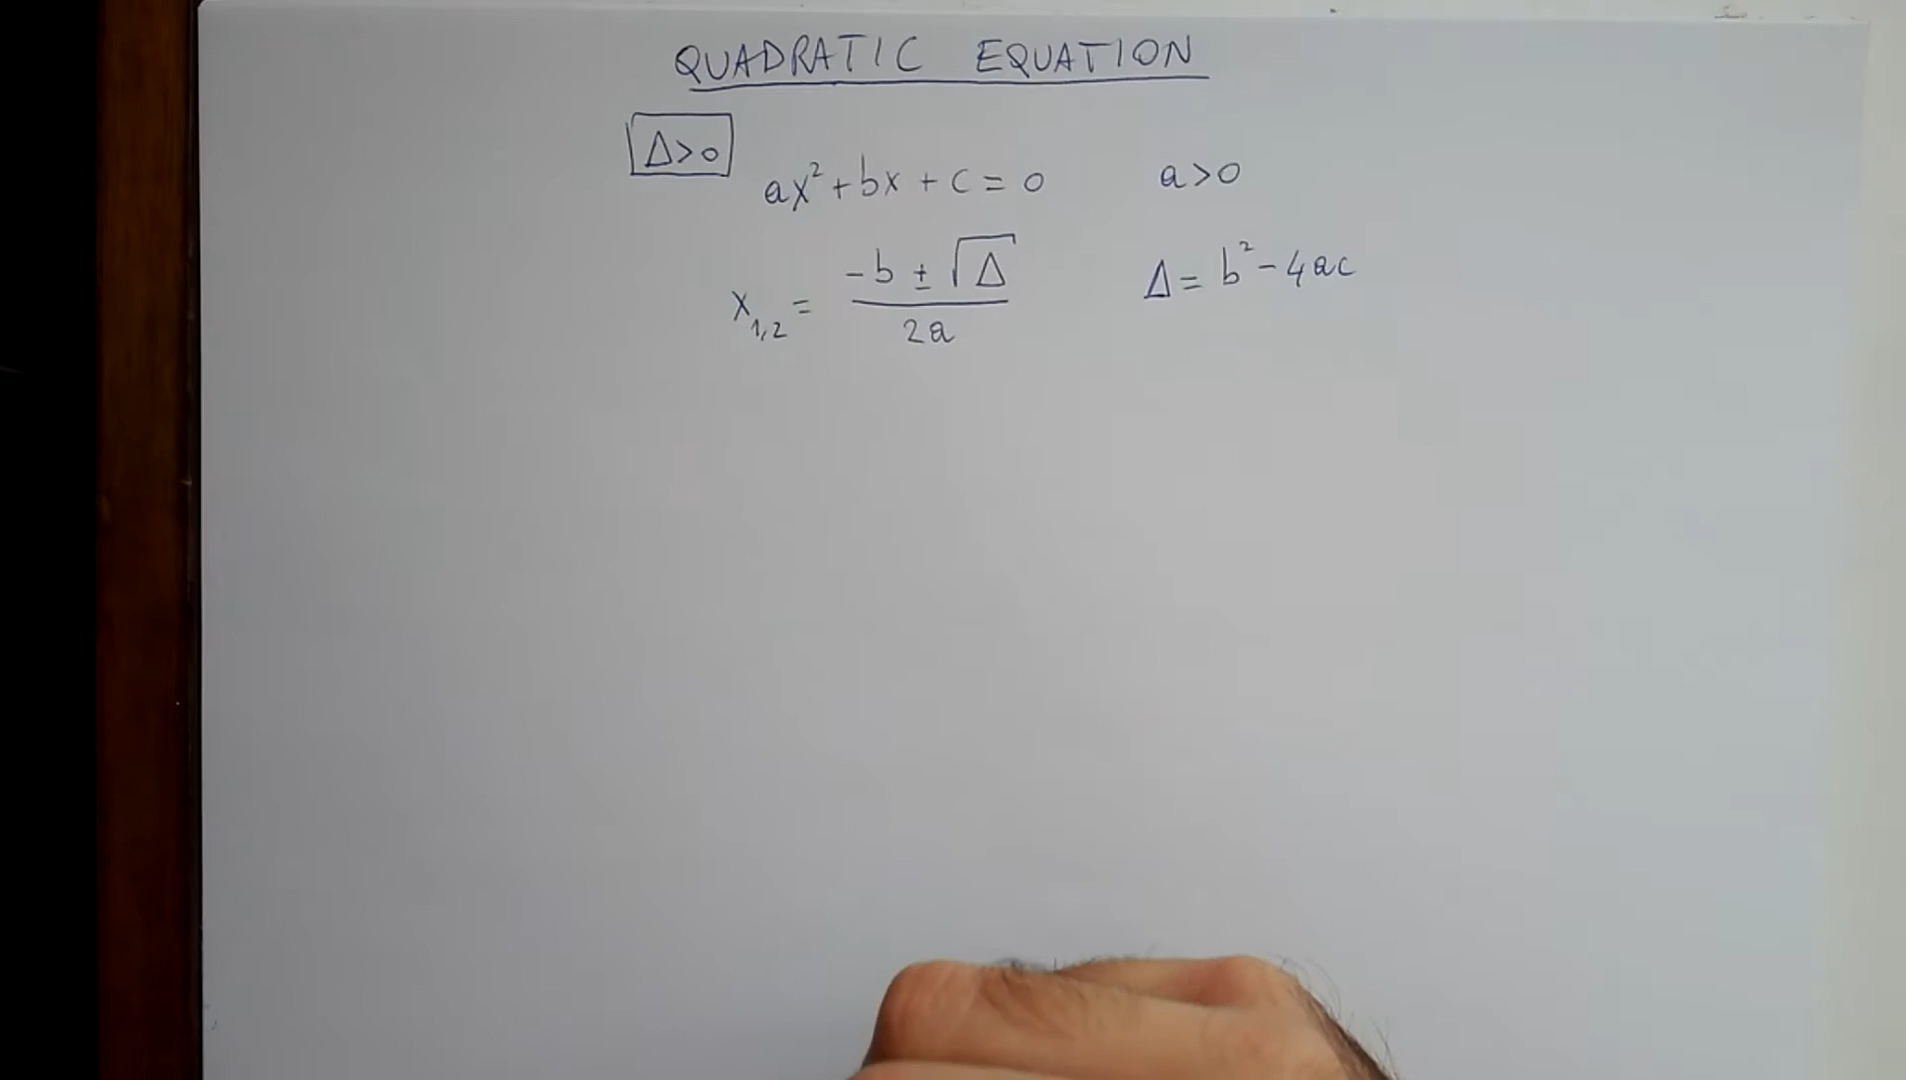 QUADRATIC EQUATION
Δ>0
ax²+bx+c=0 a>0
x₁,₂ = (-b ± √Δ)/2a Δ= b²-4ac